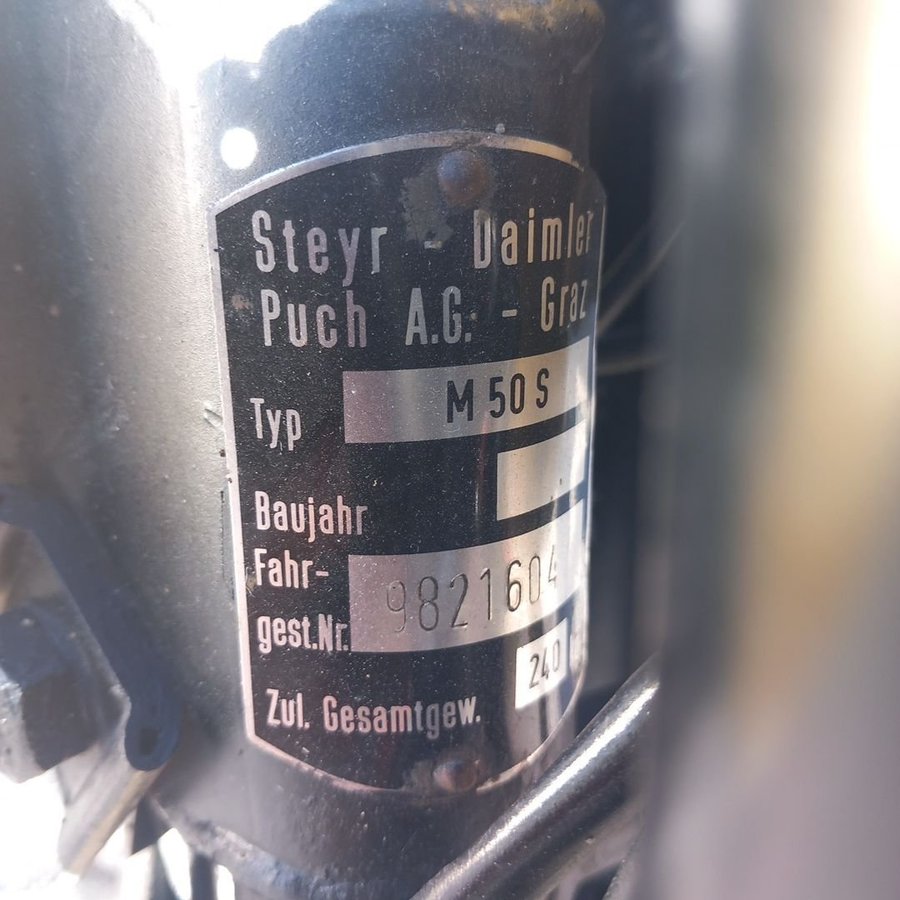 Steyr - Daimler
Puch A.G. - Graz
Typ M 50 S
Baujahr
Fahr-
gest.Nr. 9821604
Zul. Gesamtgew. 240